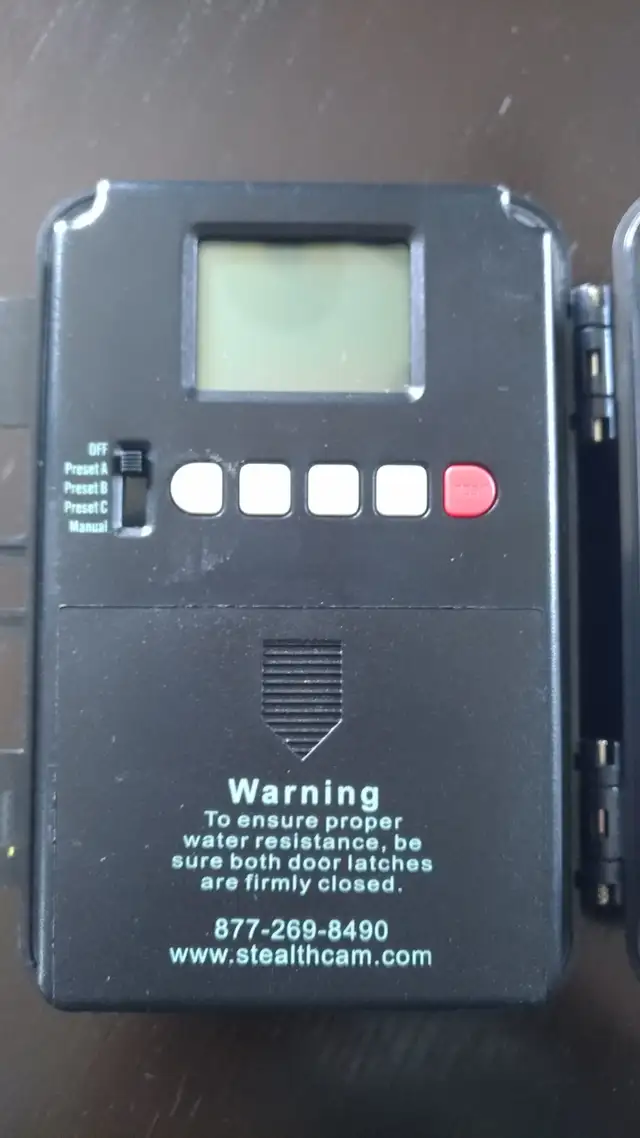 OFF
Preset A
Preset B
Preset C
Manual
Warning
To ensure proper
water resistance, be
sure both door latches
are firmly closed.
877-269-8490
www.stealthcam.com